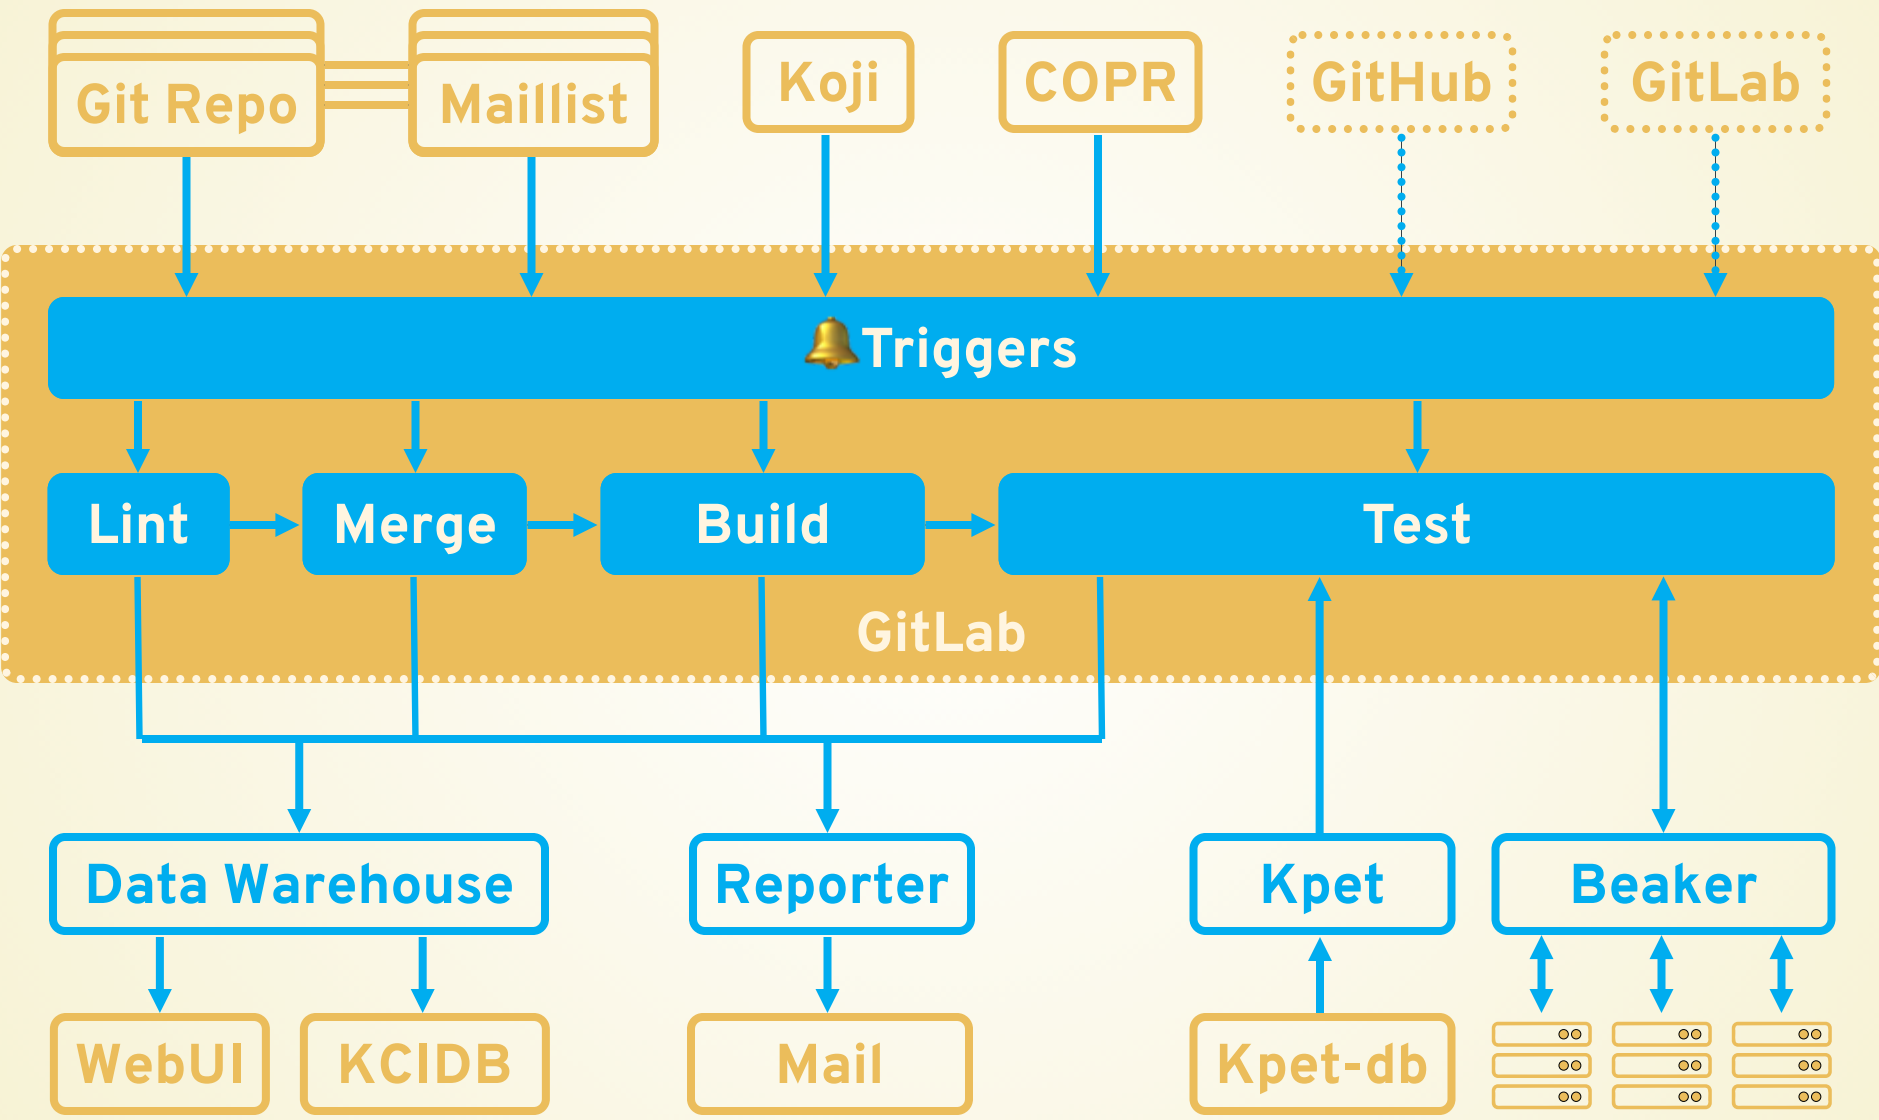 Git Repo
Maillist
Koji
COPR
GitHub
GitLab
Triggers
Lint
Merge
Build
Test
GitLab
Data Warehouse
Reporter
Kpet
Beaker
WebUI
KCIDB
Mail
Kpet-db